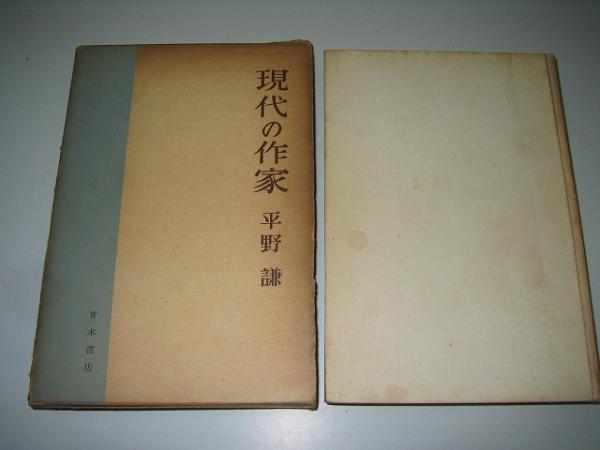 現代の作家
平野 謙
青木書店